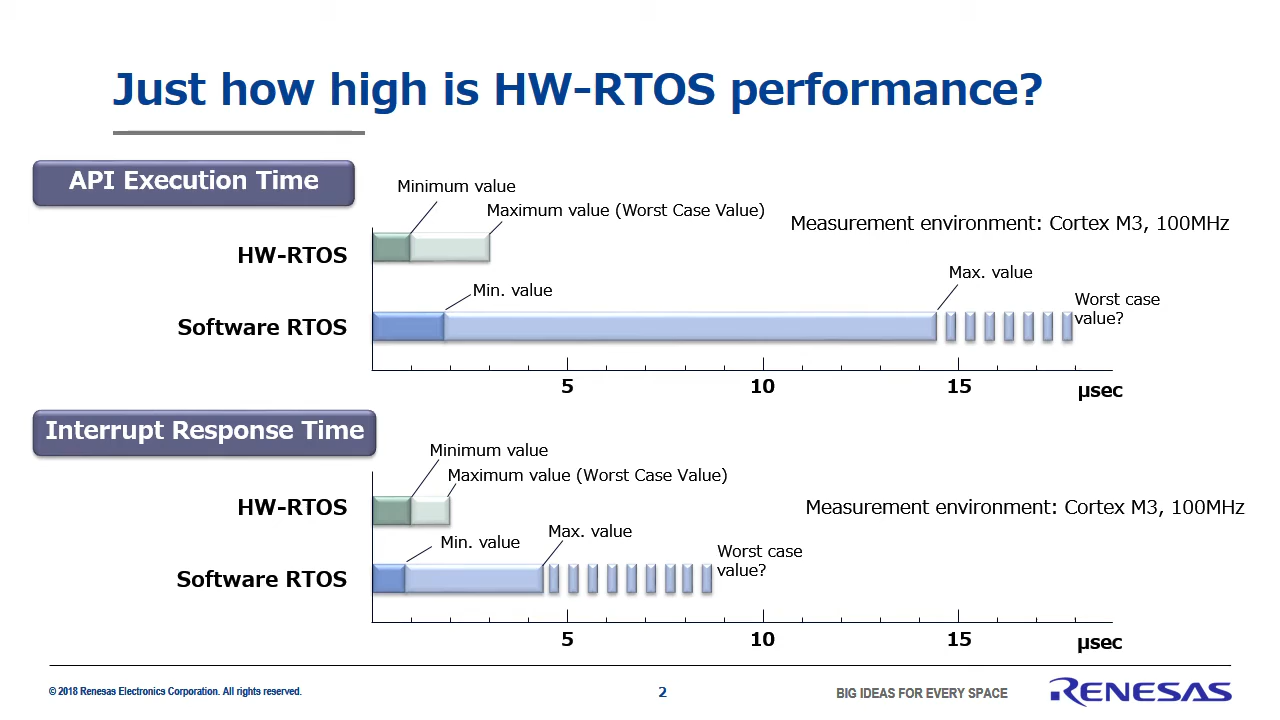 Just how high is HW-RTOS performance?
API Execution Time
Minimum value
Maximum value (Worst Case Value)
Measurement environment: Cortex M3, 100MHz
HW-RTOS
Max. value
Min. value
Worst case
value?
Software RTOS
5
10
15
μsec
Interrupt Response Time
Minimum value
Maximum value (Worst Case Value)
HW-RTOS
Measurement environment: Cortex M3, 100MHz
Max. value
Min. value
Worst case
value?
Software RTOS
5
10
15
μsec
© 2018 Renesas Electronics Corporation. All rights reserved.
2
BIG IDEAS FOR EVERY SPACE
RENESAS